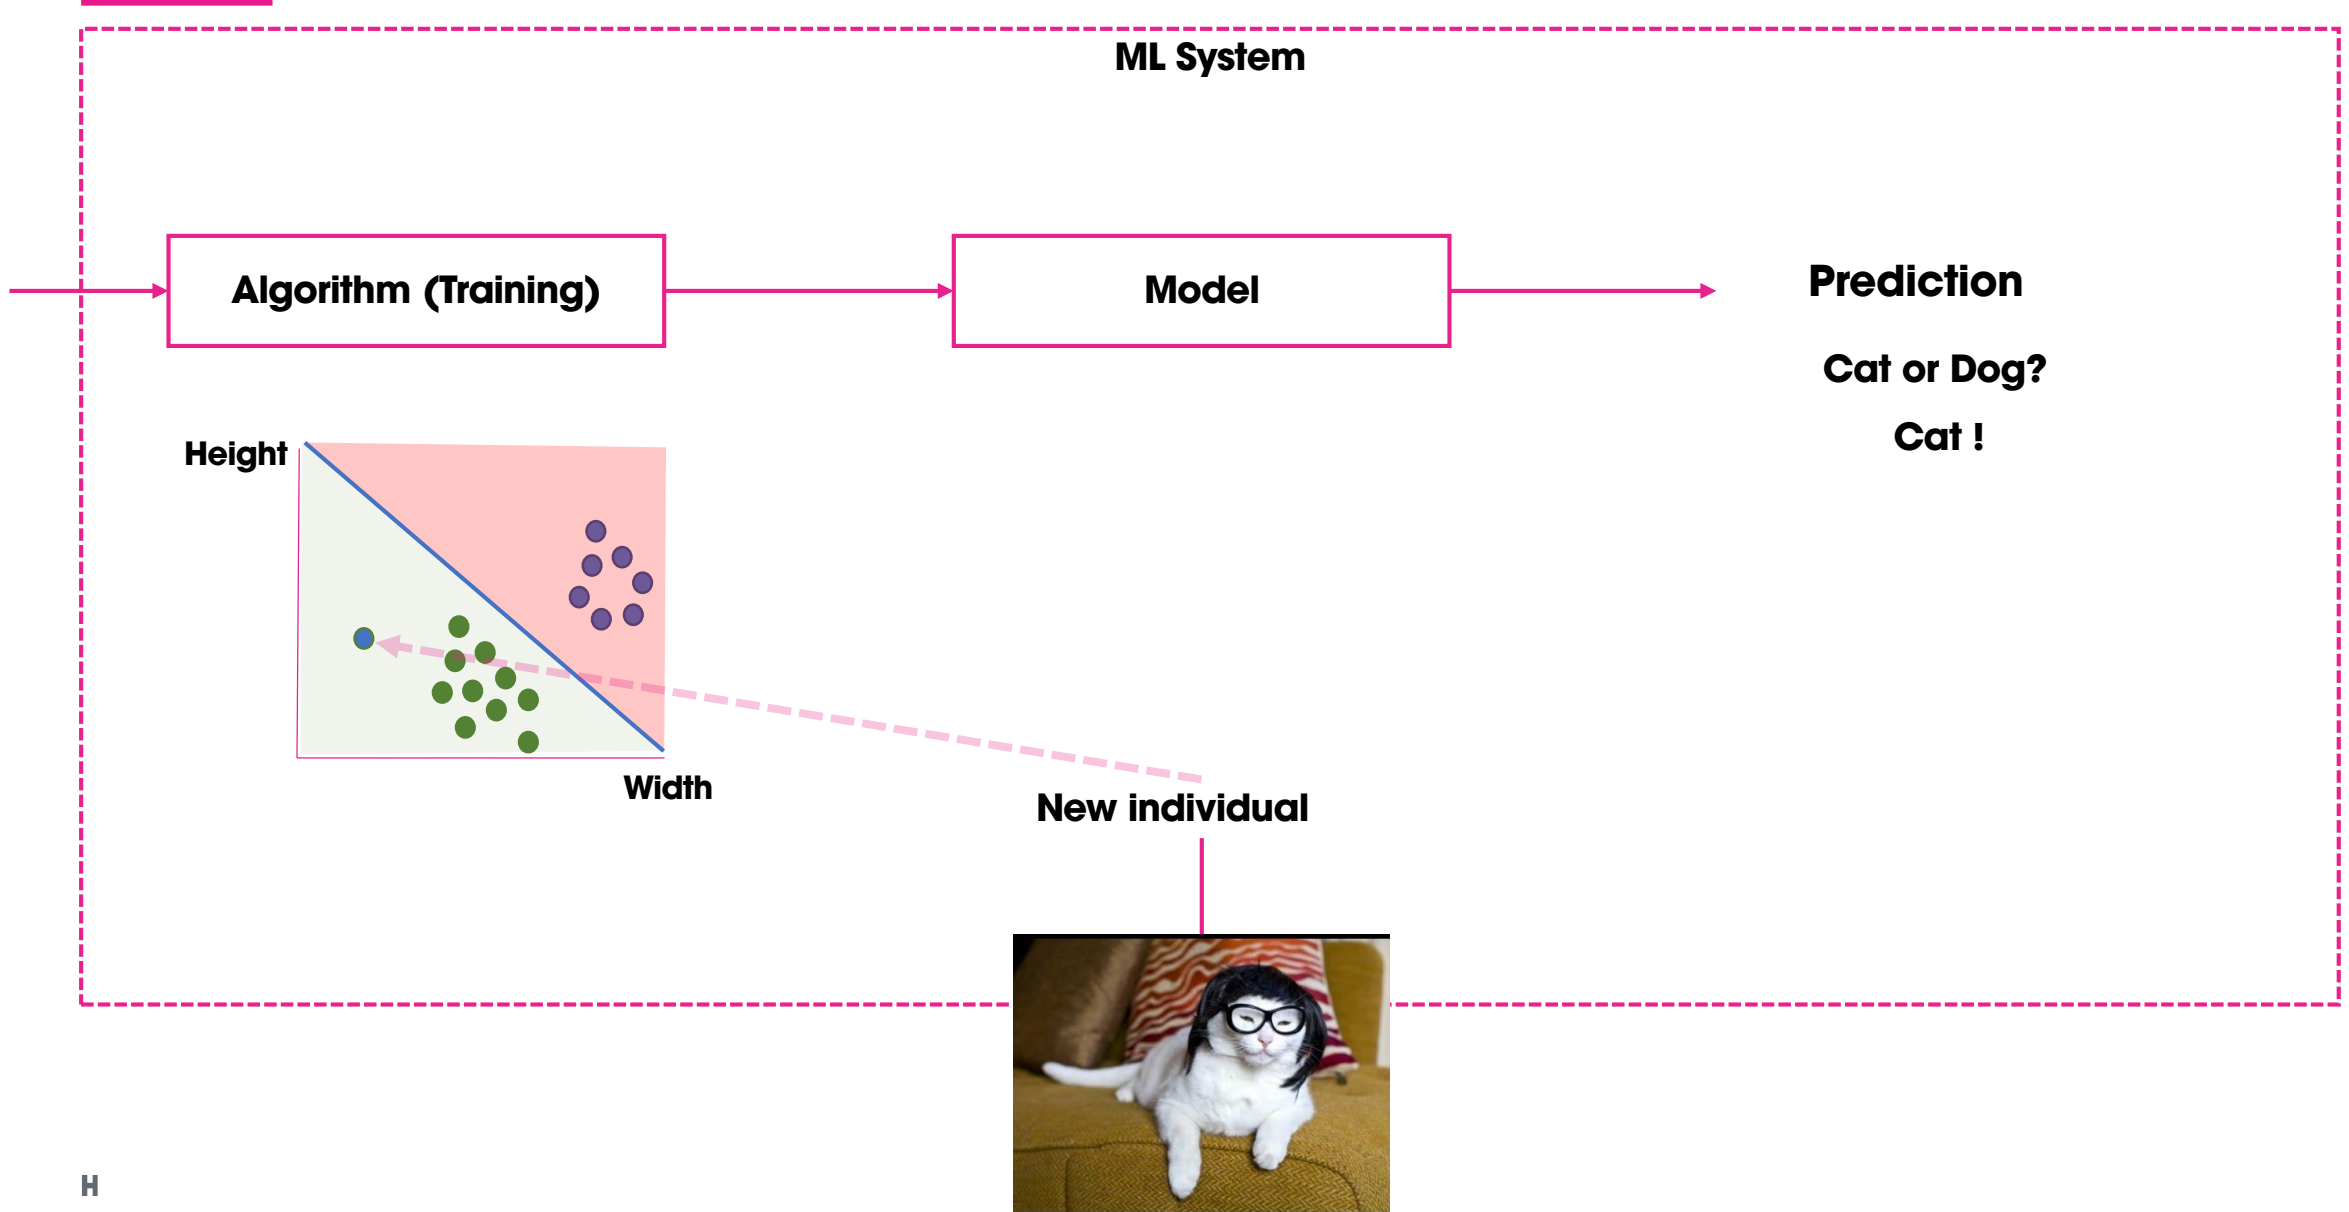 ML System
Algorithm (Training)
Model
Prediction
Cat or Dog?
Cat !
Height
Width
New individual
H